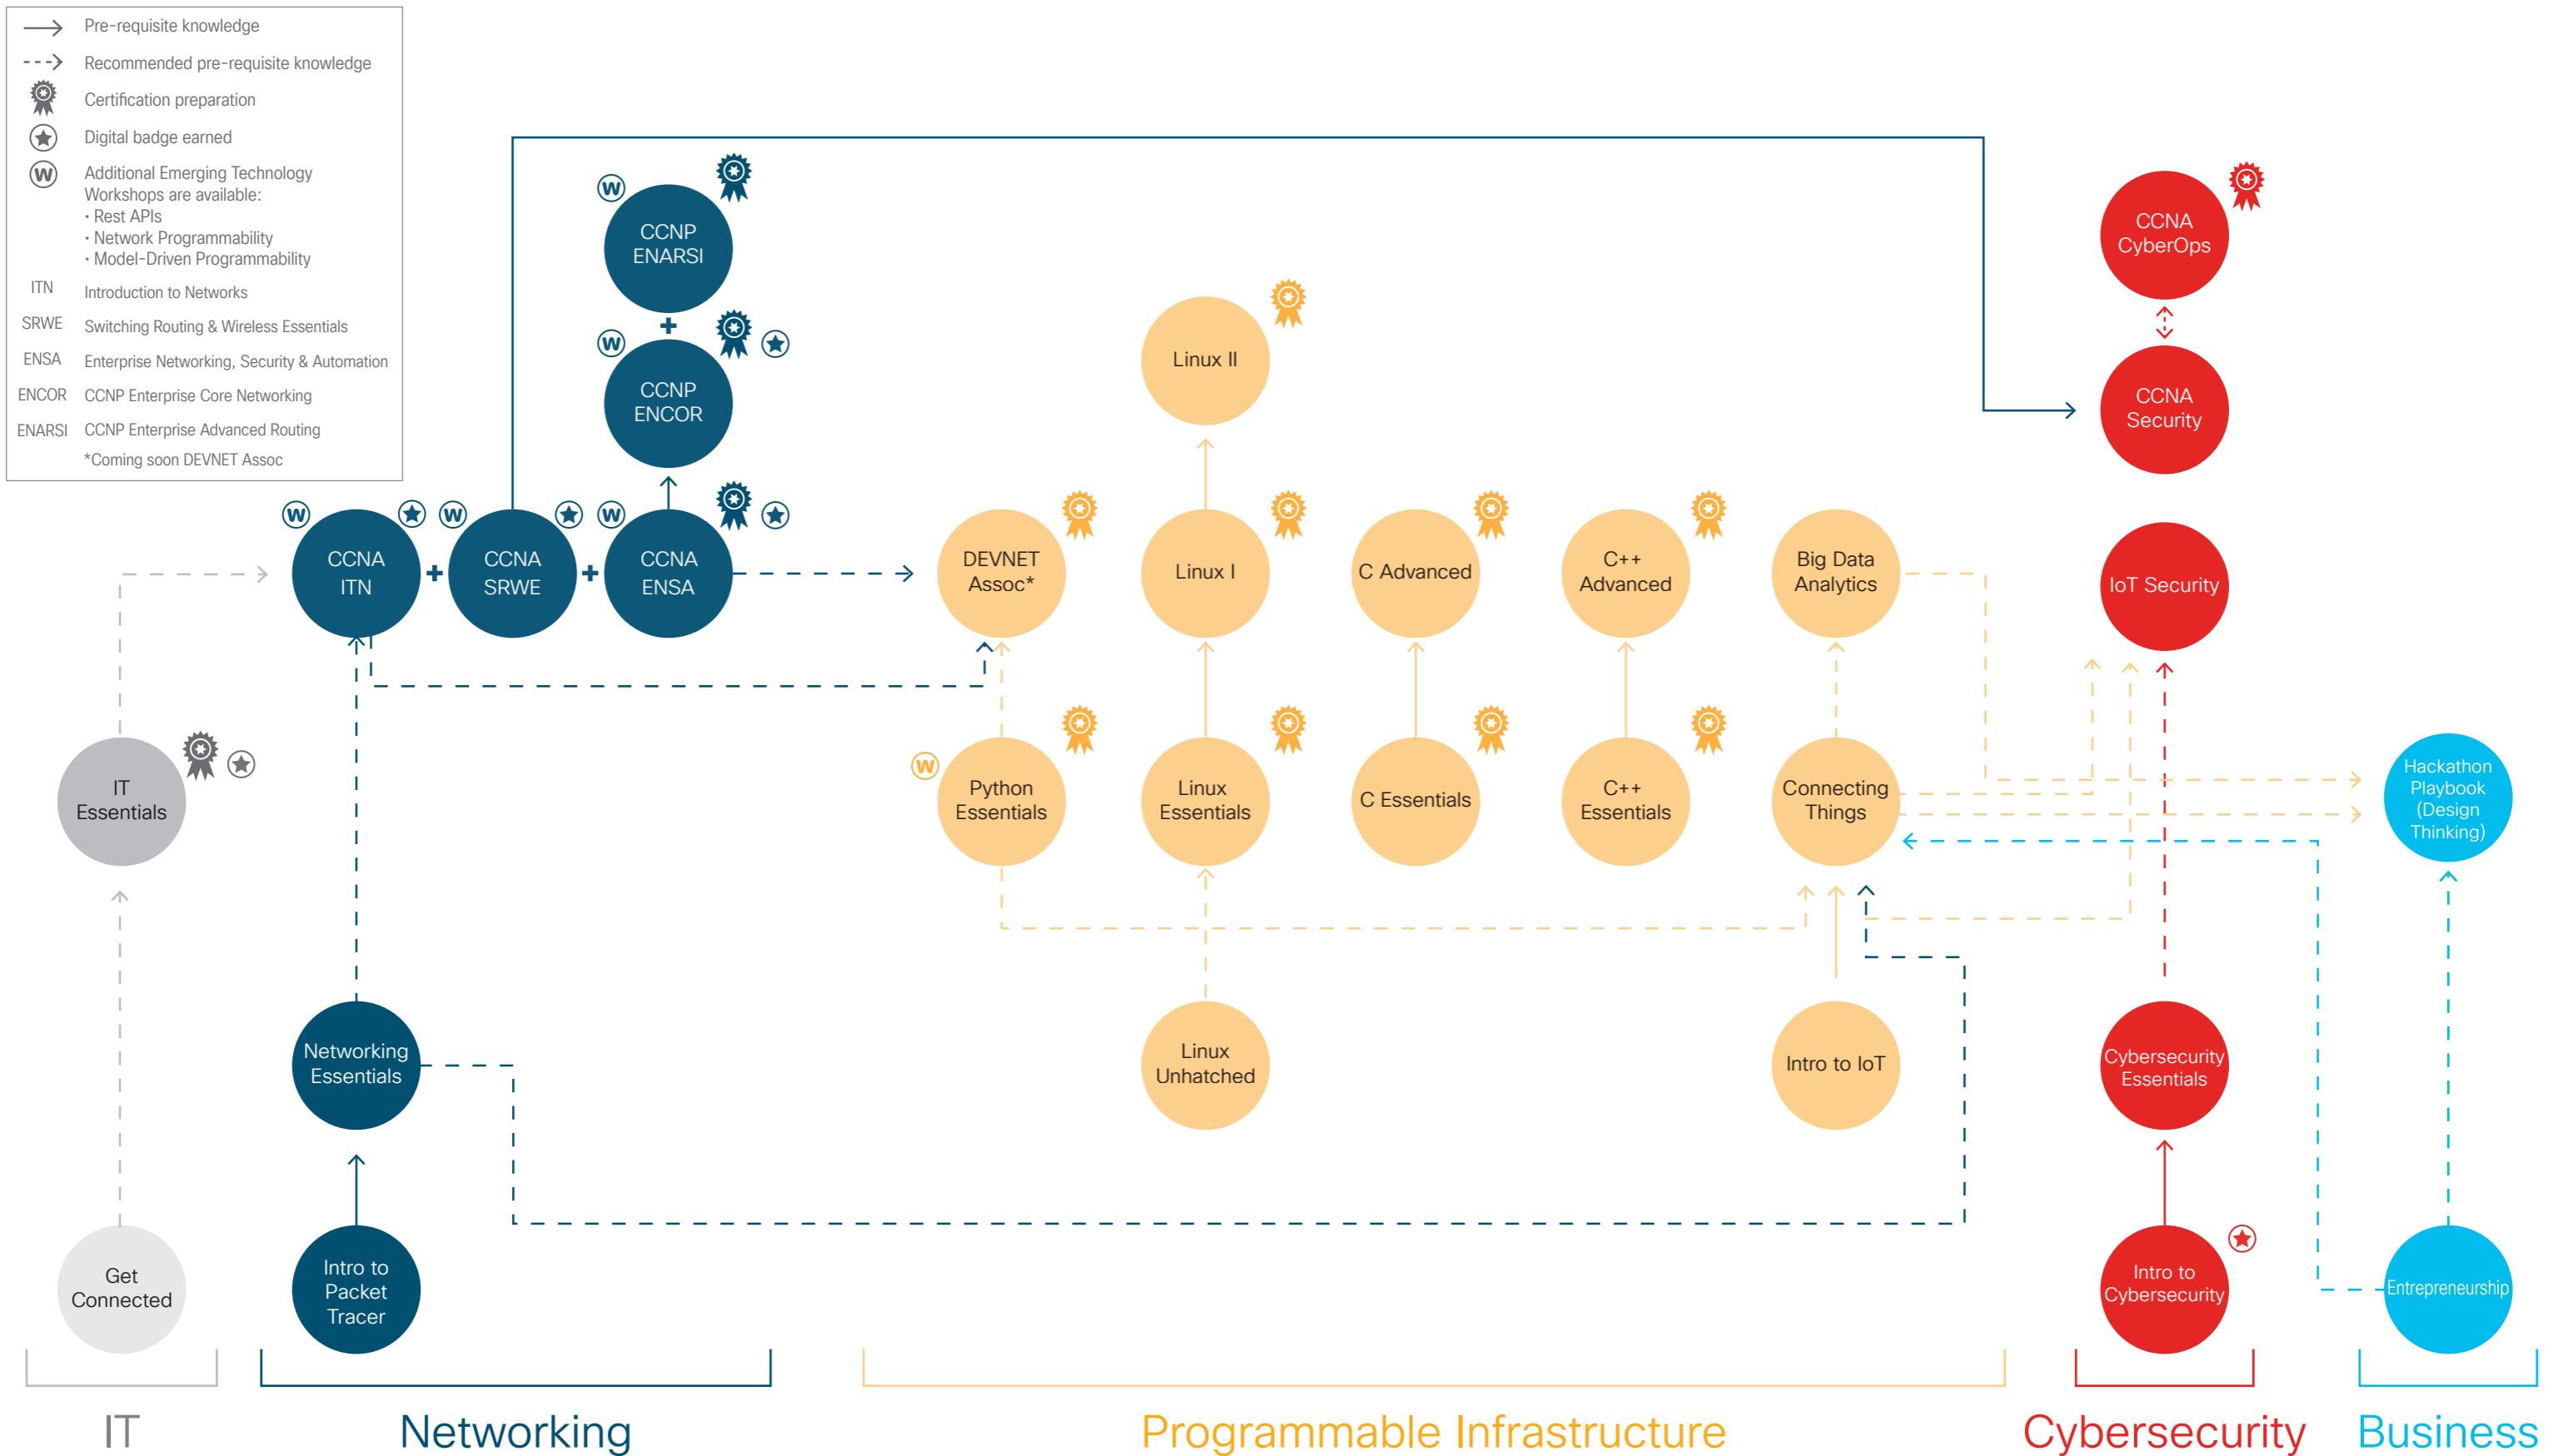 Pre-requisite knowledge
Recommended pre-requisite knowledge
Certification preparation
Digital badge earned
W
Additional Emerging Technology
Workshops are available:
• Rest APIs
• Network Programmability
• Model-Driven Programmability
ITN Introduction to Networks
SRWE Switching Routing & Wireless Essentials
ENSA Enterprise Networking, Security & Automation
ENCOR CCNP Enterprise Core Networking
ENARSI CCNP Enterprise Advanced Routing
*Coming soon DEVNET Assoc
W
CCNP
ENARSI
+
W
CCNP
ENCOR
W
CCNA
ITN
+
W
CCNA
SRWE
+
W
CCNA
ENSA
IT
Essentials
Get
Connected
Networking
Essentials
Intro to
Packet
Tracer
DEVNET
Assoc*
W
Python
Essentials
Linux II
Linux I
Linux
Essentials
Linux
Unhatched
C Advanced
C Essentials
C++
Advanced
C++
Essentials
Big Data
Analytics
Connecting
Things
Intro to IoT
CCNA
CyberOps
CCNA
Security
IoT Security
Cybersecurity
Essentials
Intro to
Cybersecurity
Hackathon
Playbook
(Design
Thinking)
Entrepreneurship
IT
Networking
Programmable Infrastructure
Cybersecurity
Business